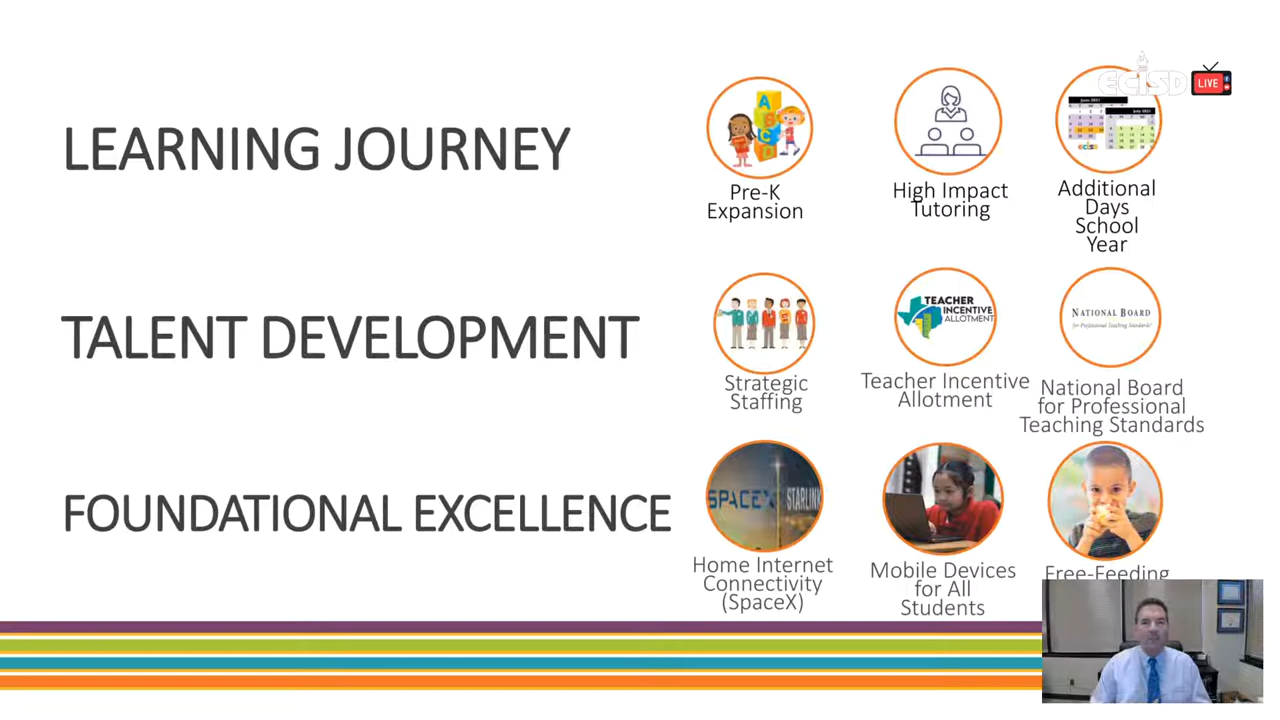 ECISD
LIVE
LEARNING JOURNEY
Pre-K
Expansion
High Impact
Tutoring
Additional
Days
School
Year
TALENT DEVELOPMENT
TEACHER
INCENTIVE
ALLOTMENT
NATIONAL BOARD
for Professional Teaching Standards
Strategic
Staffing
Teacher Incentive
Allotment
National Board
for Professional
Teaching Standards
FOUNDATIONAL EXCELLENCE
SPACEX
STARLINK
Home Internet
Connectivity
(SpaceX)
Mobile Devices
for All
Students
Free-Feeding